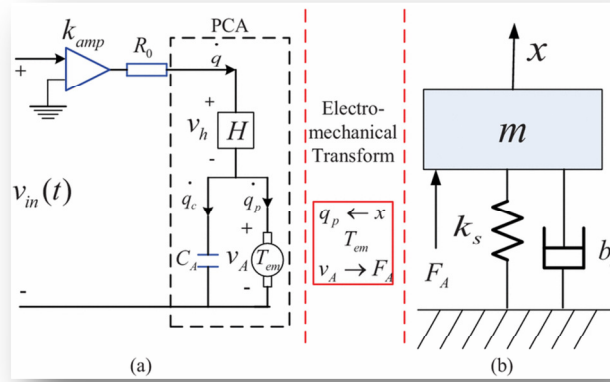 PCA
k_amp
R_0
q̇
+
+
v_h
H
-
v_in(t)
q̇_c
q̇_p
+
C_A
v_A
T_em
-
-
(a)
Electro-
mechanical
Transform
q_p ← x
T_em
v_A → F_A
x
m
k_s
b
F_A
(b)